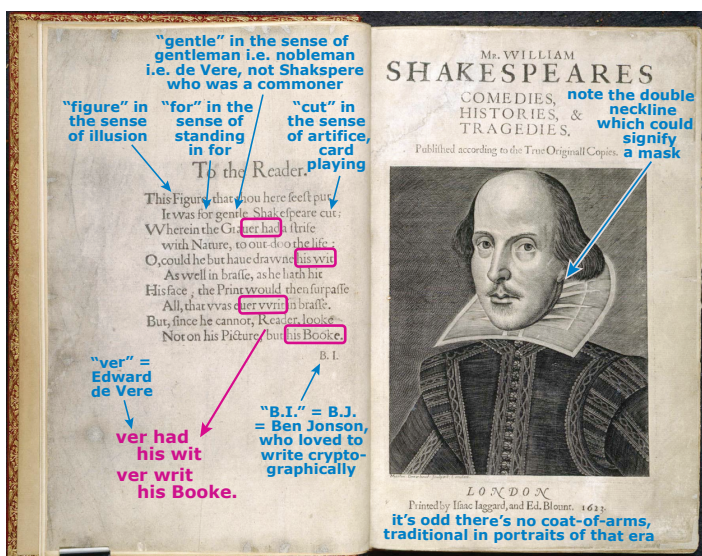 "gentle" in the sense of
gentleman i.e. nobleman
i.e. de Vere, not Shakspere
who was a commoner
"figure" in
the sense
of illusion
"for" in the
sense of
standing
in for
"cut" in
the sense
of artifice,
card
playing
To the Reader.
This Figure, that thou here ſeeſt put,
It was for gentle Shakeſpeare cut;
Wherein the Grauer had a ſtrife
with Nature, to out-doo the life :
O, could he but haue dravvne his vvit
As well in braſſe, as he hath hit
His face ; the Print would then ſurpaſſe
All, that vvas euer vvrit in braſſe.
But, ſince he cannot, Reader, looke
Not on his Picture, but his Booke.
B. I.
"ver" =
Edward
de Vere
ver had
his wit
ver writ
his Booke.
"B.I." = B.J.
= Ben Jonson,
who loved to
write crypto-
graphically
Mr. WILLIAM
SHAKESPEARES
COMEDIES,
HISTORIES, &
TRAGEDIES.
Publiſhed according to the True Originall Copies.
note the double
neckline
which could
signify
a mask
LONDON
Printed by Iſaac Iaggard, and Ed. Blount. 1623.
it's odd there's no coat-of-arms,
traditional in portraits of that era